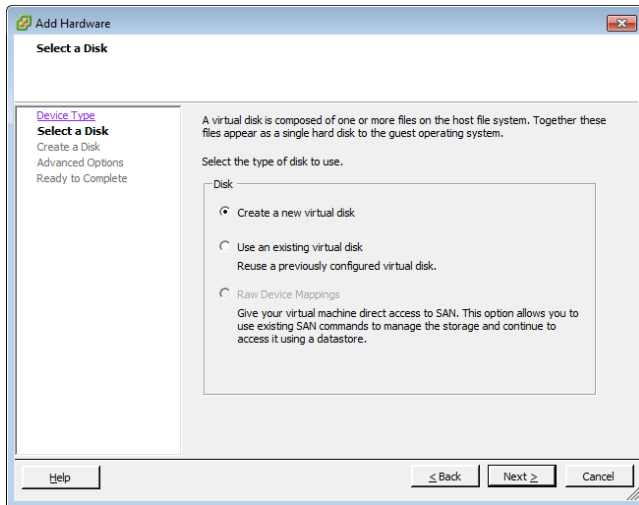 Add Hardware
Select a Disk
Device Type
Select a Disk
Create a Disk
Advanced Options
Ready to Complete
A virtual disk is composed of one or more files on the host file system. Together these
files appear as a single hard disk to the guest operating system.
Select the type of disk to use.
Disk
Create a new virtual disk
Use an existing virtual disk
Reuse a previously configured virtual disk.
Raw Device Mappings
Give your virtual machine direct access to SAN. This option allows you to
use existing SAN commands to manage the storage and continue to
access it using a datastore.
Help
< Back
Next >
Cancel